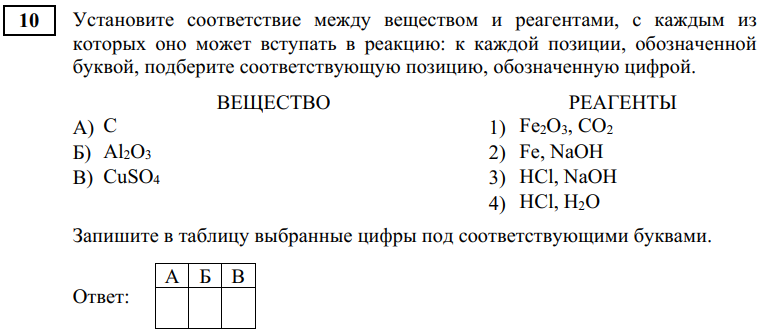 10 Установите соответствие между веществом и реагентами, с каждым из
которых оно может вступать в реакцию: к каждой позиции, обозначенной
буквой, подберите соответствующую позицию, обозначенную цифрой.
ВЕЩЕСТВО РЕАГЕНТЫ
А) C 1) Fe2O3, CO2
Б) Al2O3 2) Fe, NaOH
В) CuSO4 3) HCl, NaOH
4) HCl, H2O
Запишите в таблицу выбранные цифры под соответствующими буквами.
А Б В
Ответ: